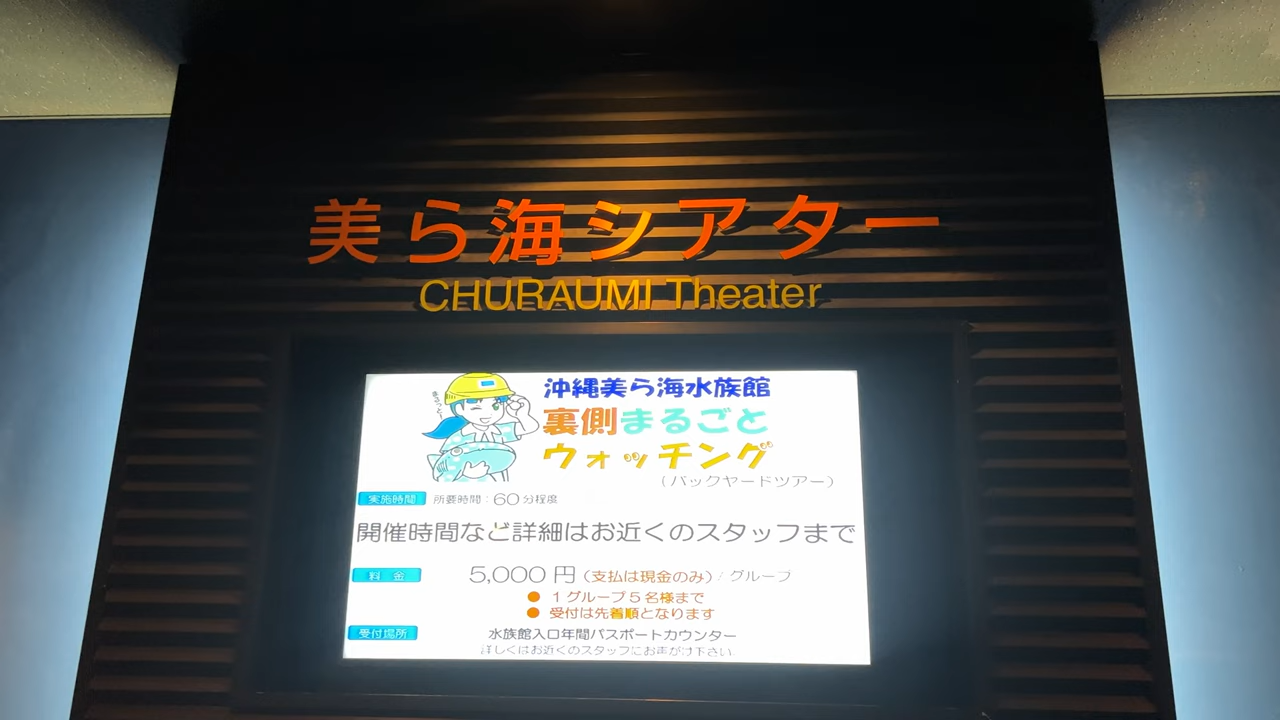 美ら海シアター
CHURAUMI Theater
沖縄美ら海水族館
裏側まるごと
ウォッチング
(バックヤードツアー)
実施時間 所要時間:60分程度
開催時間など詳細はお近くのスタッフまで
料 金 5,000 円 (支払は現金のみ) / グループ
● 1グループ5名様まで
● 受付は先着順となります
受付場所 水族館入口年間パスポートカウンター
詳しくはお近くのスタッフにお声がけ下さい